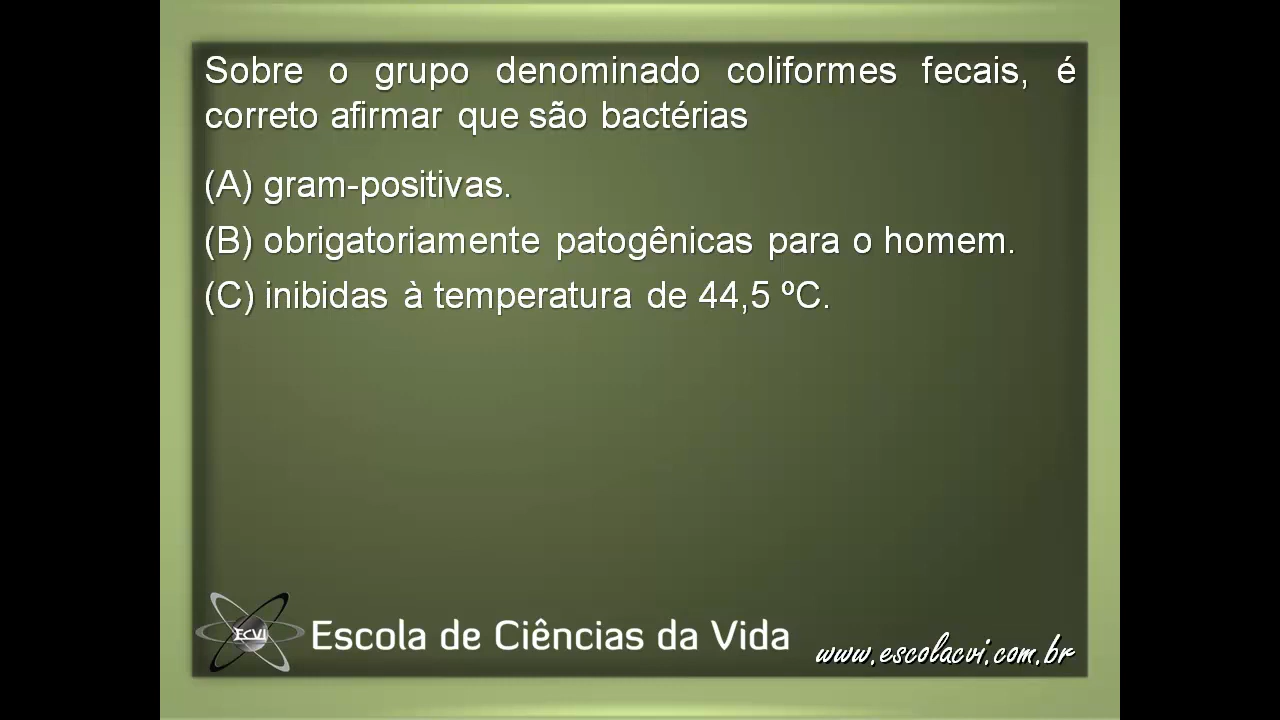 Sobre o grupo denominado coliformes fecais, é
correto afirmar que são bactérias
(A) gram-positivas.
(B) obrigatoriamente patogênicas para o homem.
(C) inibidas à temperatura de 44,5 ºC.
EcVi
Escola de Ciências da Vida
www.escolacvi.com.br